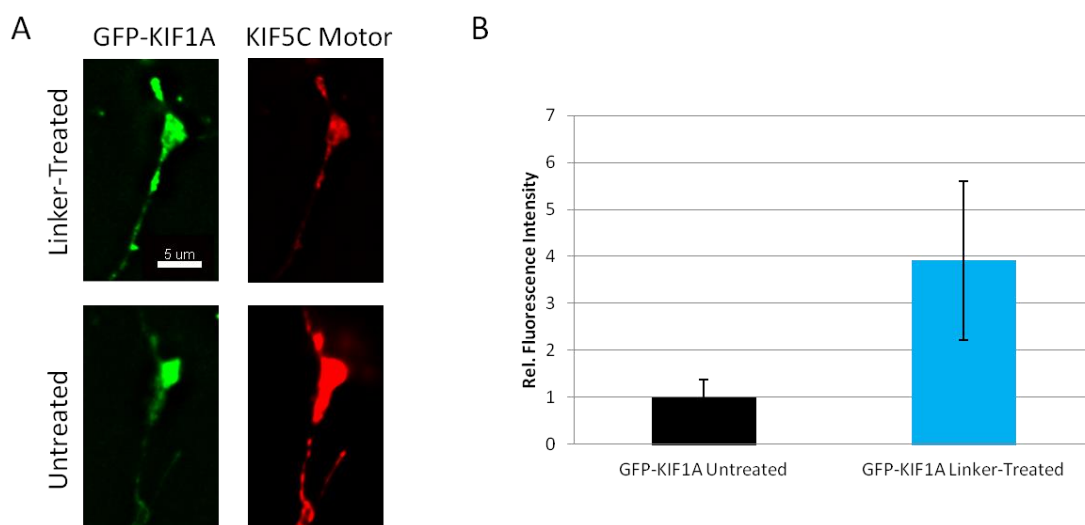 A
GFP-KIF1A
KIF5C Motor
Linker-Treated
5 um
Untreated
B
Rel. Fluorescence Intensity
7
6
5
4
3
2
1
0
GFP-KIF1A Untreated
GFP-KIF1A Linker-Treated